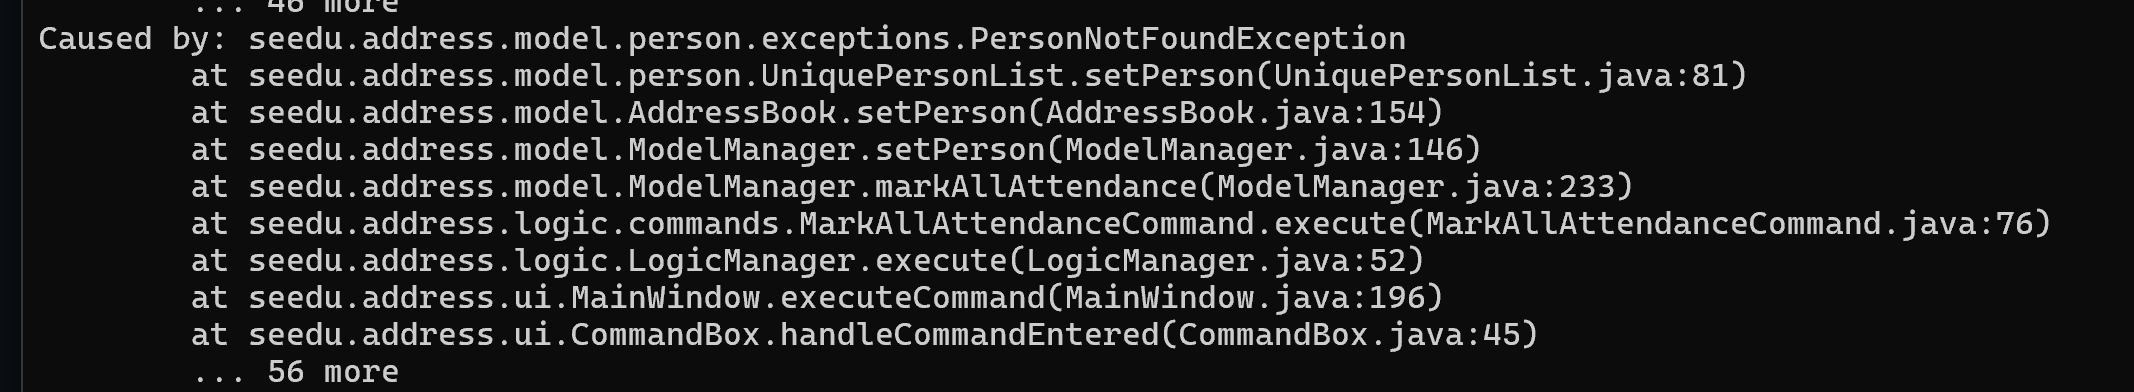 ... 46 more
Caused by: seedu.address.model.person.exceptions.PersonNotFoundException
at seedu.address.model.person.UniquePersonList.setPerson(UniquePersonList.java:81)
at seedu.address.model.AddressBook.setPerson(AddressBook.java:154)
at seedu.address.model.ModelManager.setPerson(ModelManager.java:146)
at seedu.address.model.ModelManager.markAllAttendance(ModelManager.java:233)
at seedu.address.logic.commands.MarkAllAttendanceCommand.execute(MarkAllAttendanceCommand.java:76)
at seedu.address.logic.LogicManager.execute(LogicManager.java:52)
at seedu.address.ui.MainWindow.executeCommand(MainWindow.java:196)
at seedu.address.ui.CommandBox.handleCommandEntered(CommandBox.java:45)
... 56 more